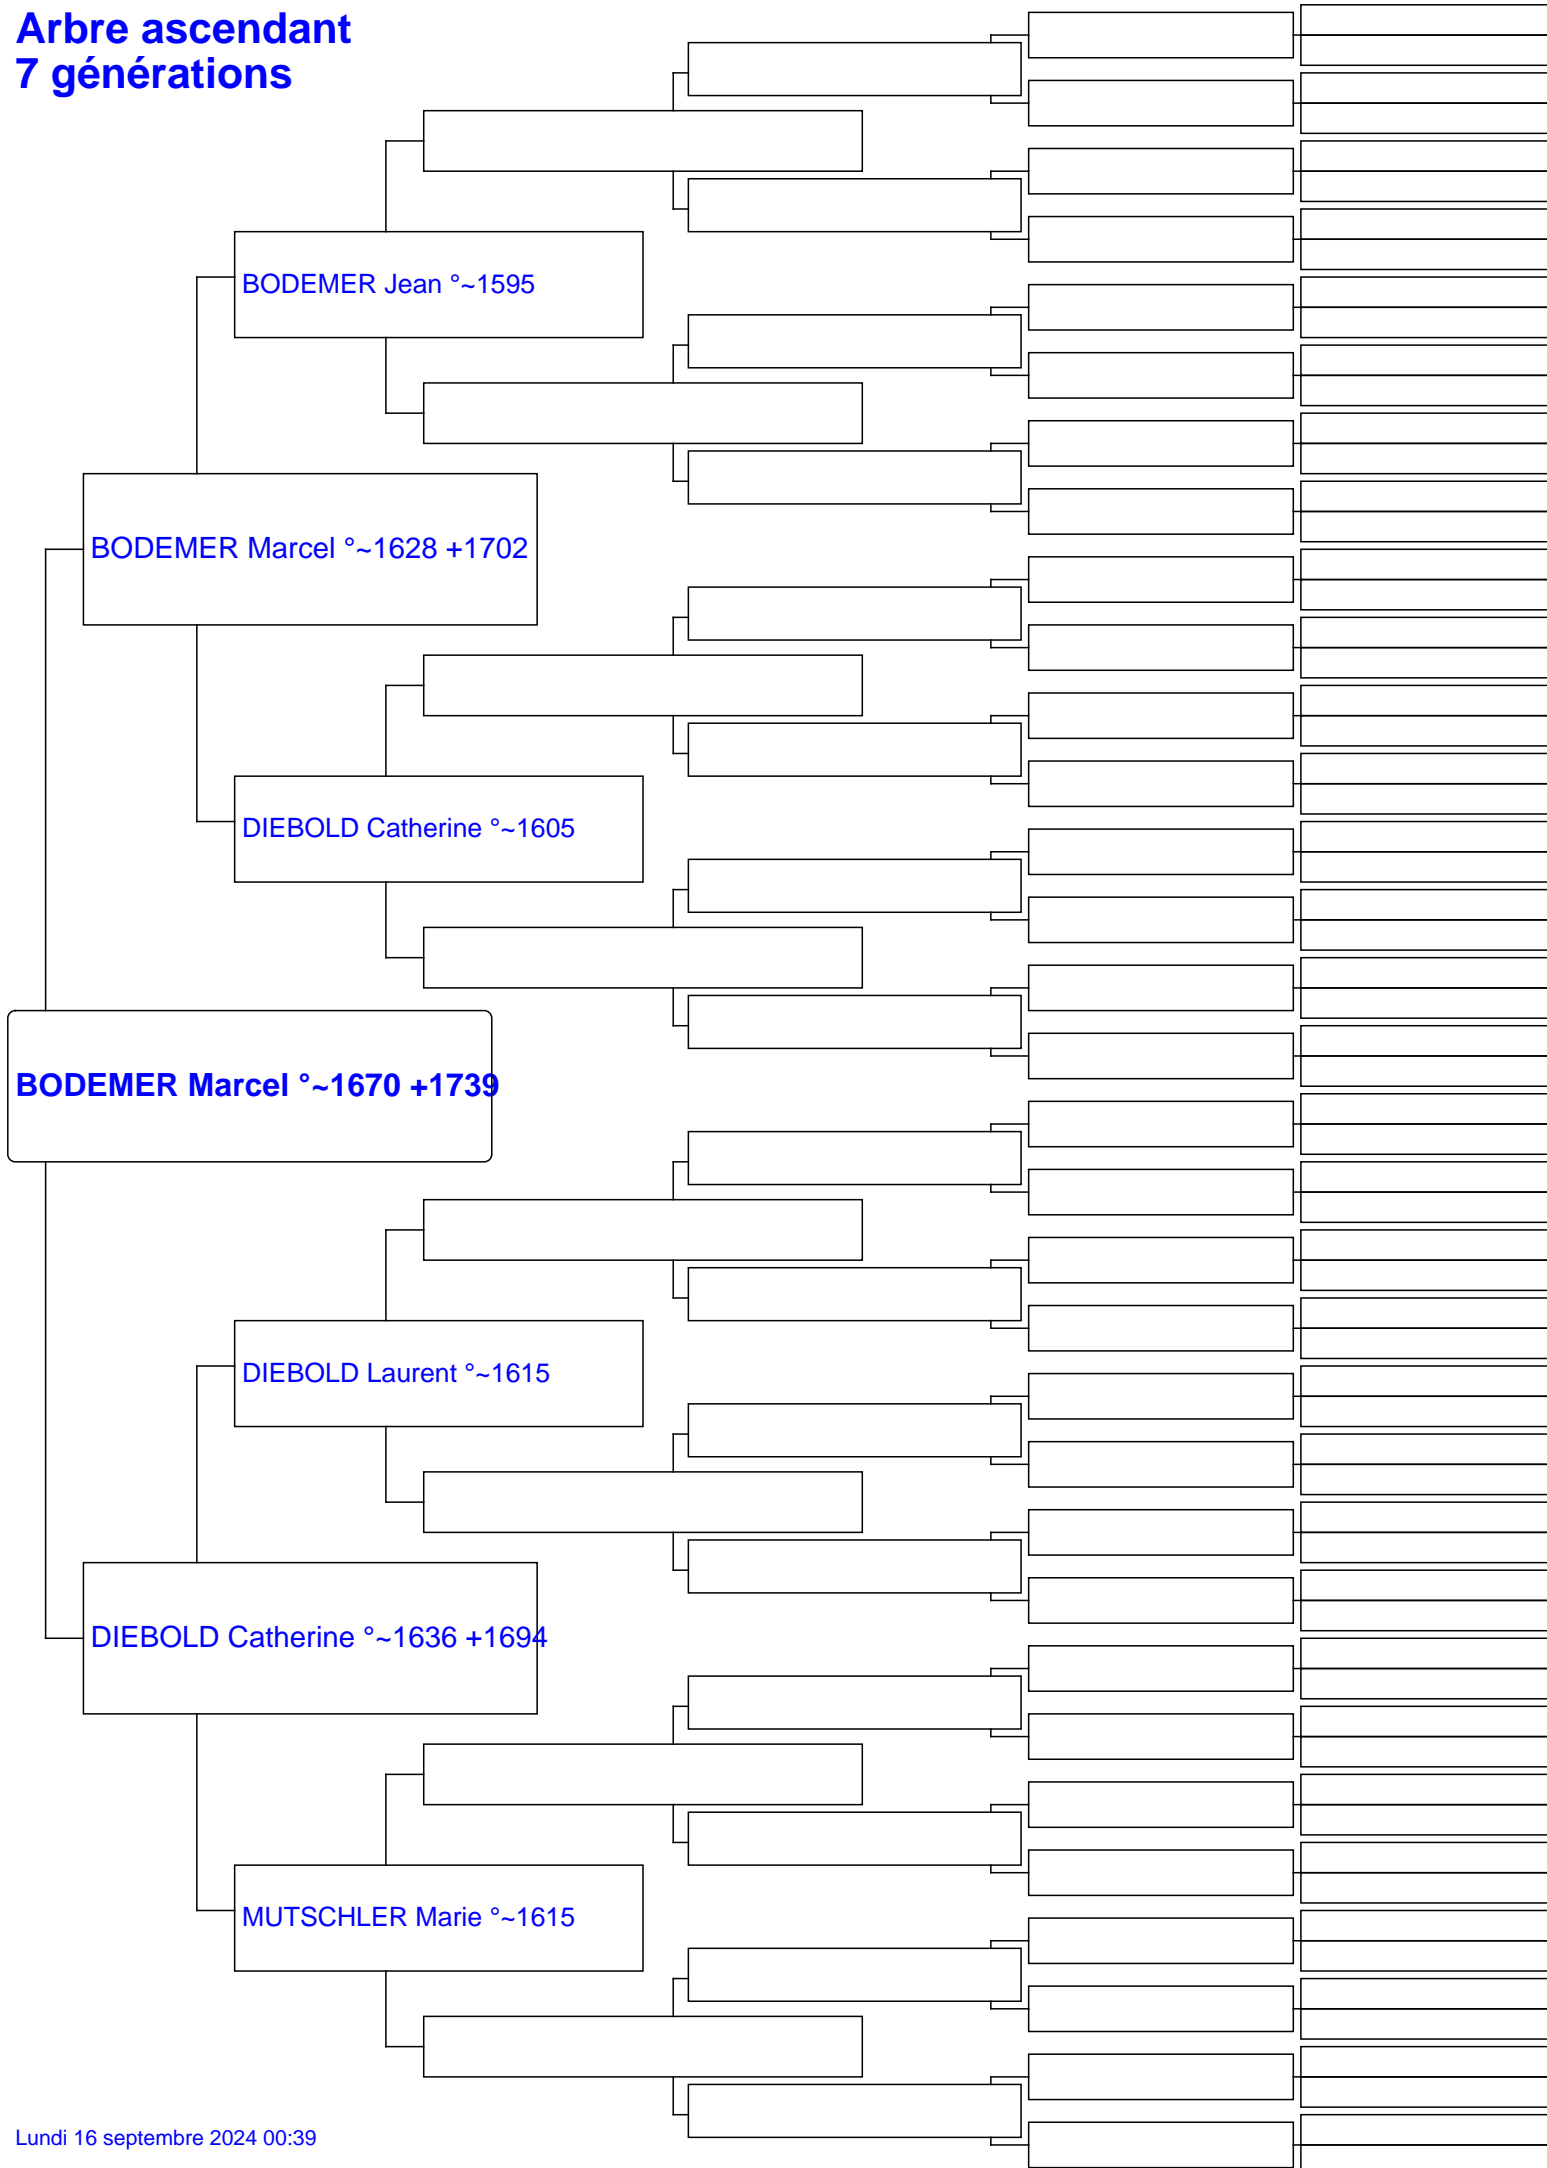 Arbre ascendant
7 générations
BODEMER Jean °~1595
BODEMER Marcel °~1628 +1702
DIEBOLD Catherine °~1605
BODEMER Marcel °~1670 +1739
DIEBOLD Laurent °~1615
DIEBOLD Catherine °~1636 +1694
MUTSCHLER Marie °~1615
Lundi 16 septembre 2024 00:39